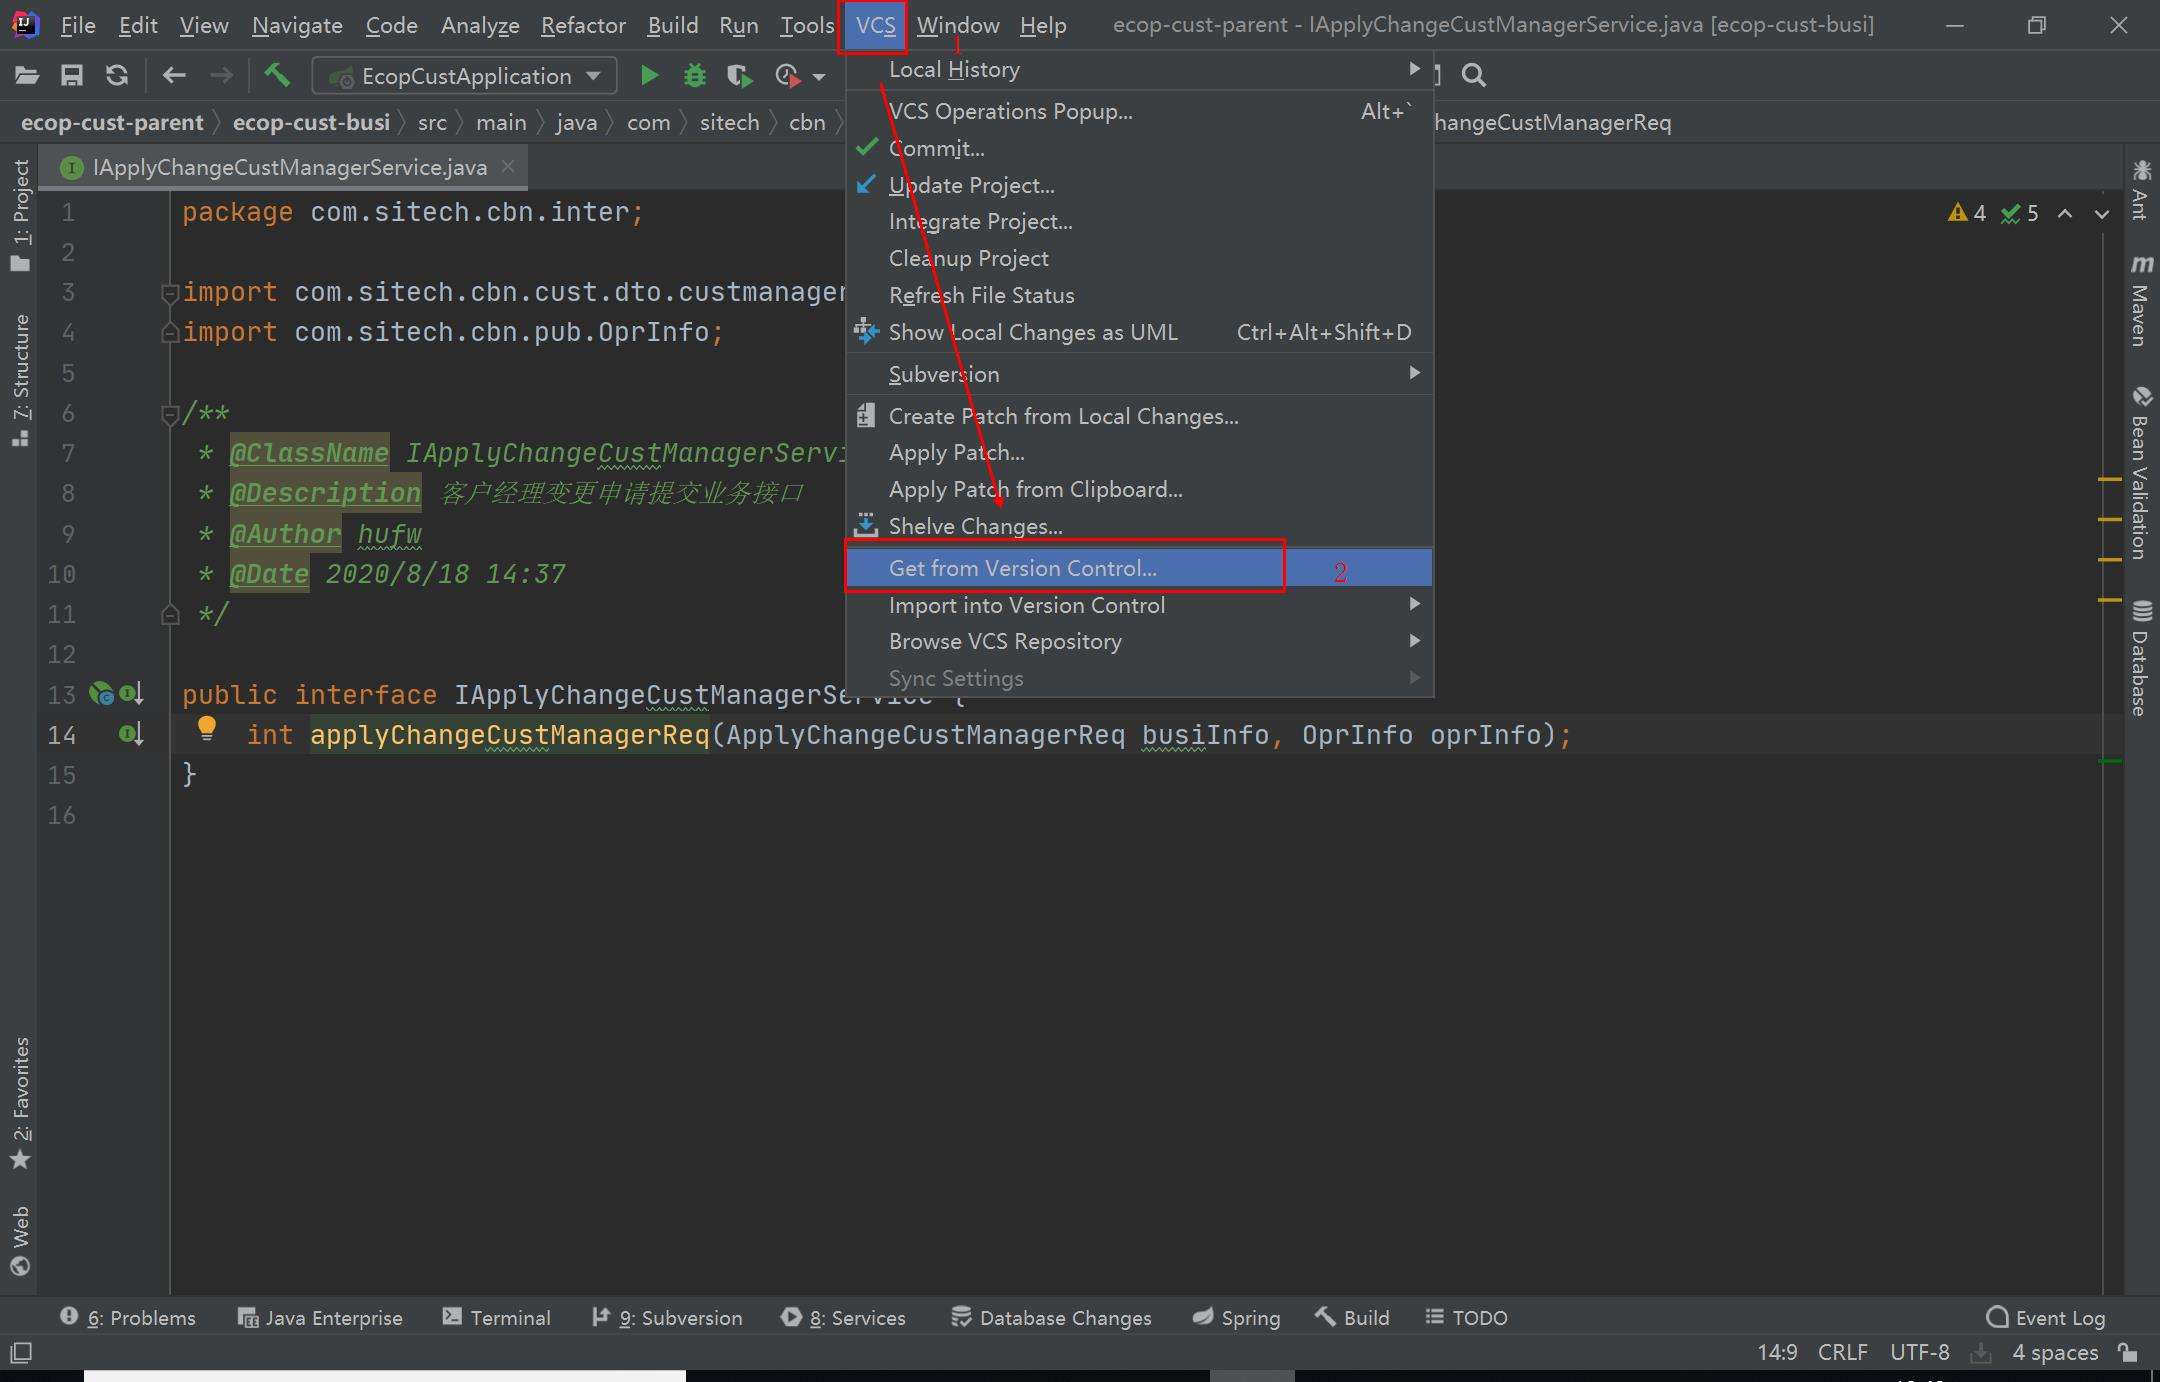 File Edit View Navigate Code Analyze Refactor Build Run Tools VCS Window Help ecop-cust-parent - IApplyChangeCustManagerService.java [ecop-cust-busi]
1
EcopCustApplication
ecop-cust-parent ecop-cust-busi src main java com sitech cbn hangeCustManagerReq
IApplyChangeCustManagerService.java
Local History
VCS Operations Popup... Alt+`
Commit...
Update Project...
Integrate Project...
Cleanup Project
Refresh File Status
Show Local Changes as UML Ctrl+Alt+Shift+D
Subversion
Create Patch from Local Changes...
Apply Patch...
Apply Patch from Clipboard...
Shelve Changes...
Get from Version Control... 2
Import into Version Control
Browse VCS Repository
Sync Settings
1 package com.sitech.cbn.inter;
2
3 import com.sitech.cbn.cust.dto.custmanager
4 import com.sitech.cbn.pub.OprInfo;
5
6 /**
7 * @ClassName IApplyChangeCustManagerServi
8 * @Description 客户经理变更申请提交业务接口
9 * @Author hufw
10 * @Date 2020/8/18 14:37
11 */
12
13 public interface IApplyChangeCustManagerService {
14 int applyChangeCustManagerReq(ApplyChangeCustManagerReq busiInfo, OprInfo oprInfo);
15 }
16
4 5
1: Project
7: Structure
2: Favorites
Web
Ant
Maven
Bean Validation
Database
6: Problems Java Enterprise Terminal 9: Subversion 8: Services Database Changes Spring Build TODO Event Log
14:9 CRLF UTF-8 4 spaces